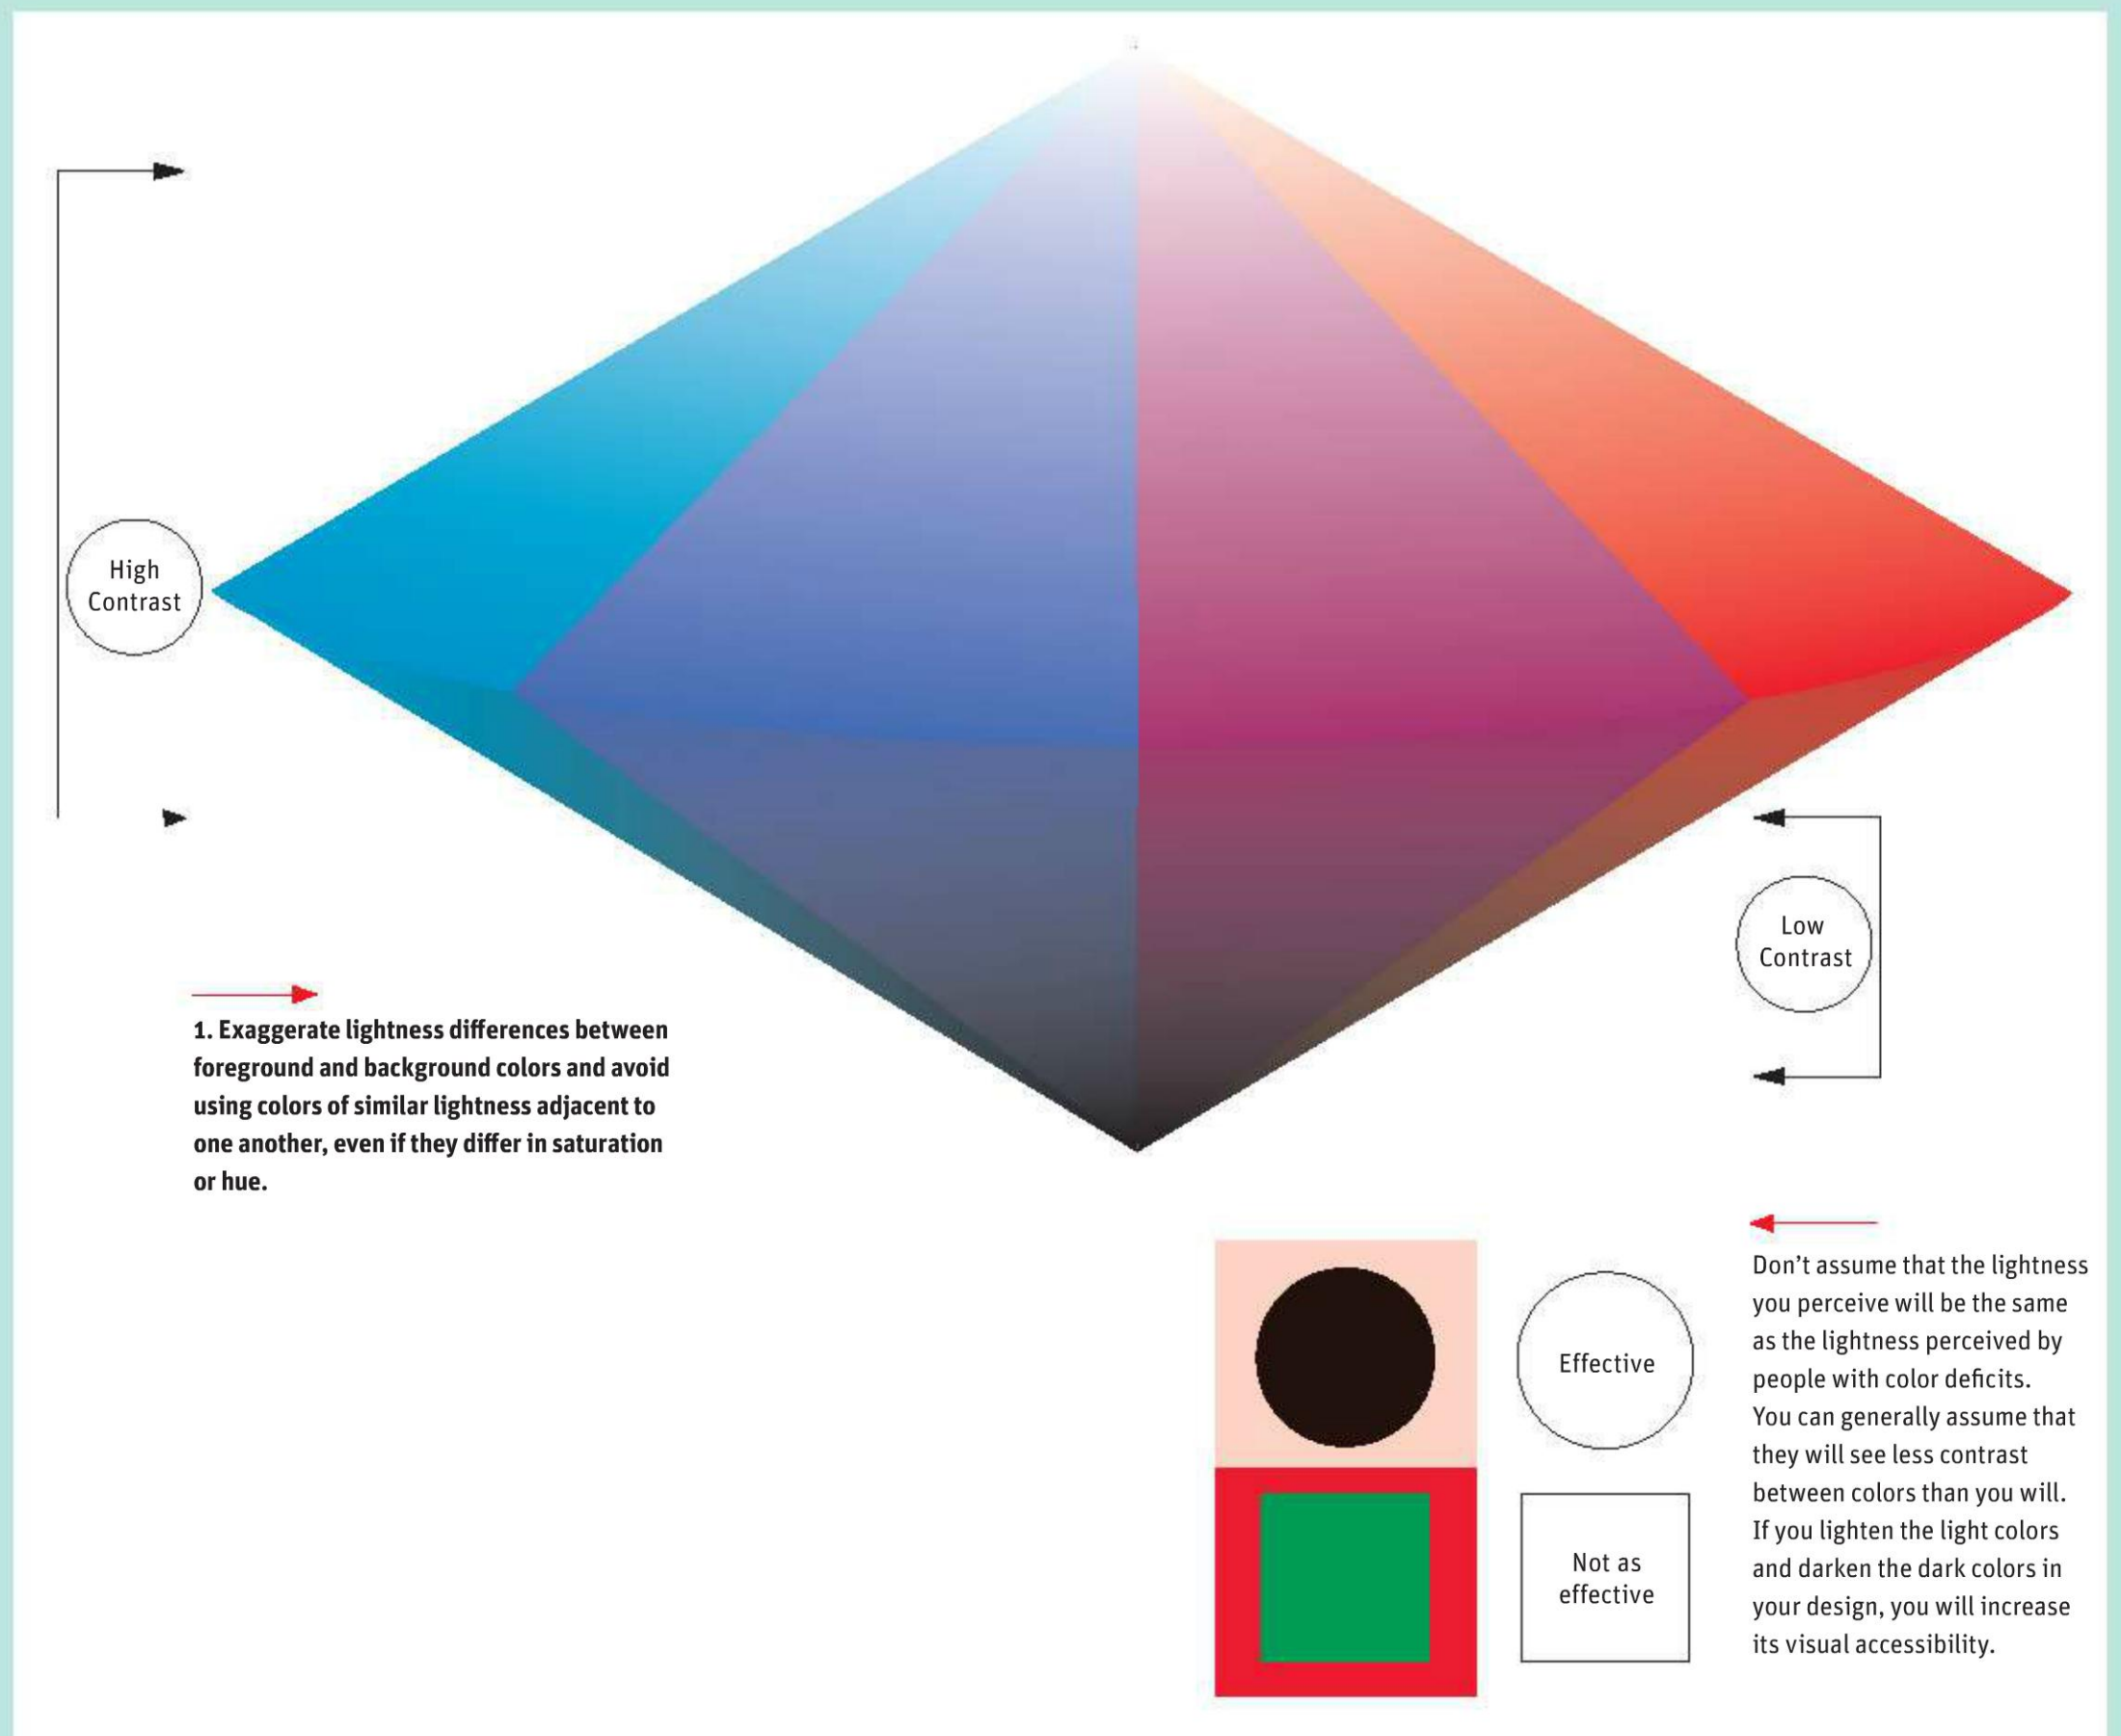 High
Contrast
Low
Contrast
1. Exaggerate lightness differences between
foreground and background colors and avoid
using colors of similar lightness adjacent to
one another, even if they differ in saturation
or hue.
Effective
Not as
effective
Don’t assume that the lightness
you perceive will be the same
as the lightness perceived by
people with color deficits.
You can generally assume that
they will see less contrast
between colors than you will.
If you lighten the light colors
and darken the dark colors in
your design, you will increase
its visual accessibility.